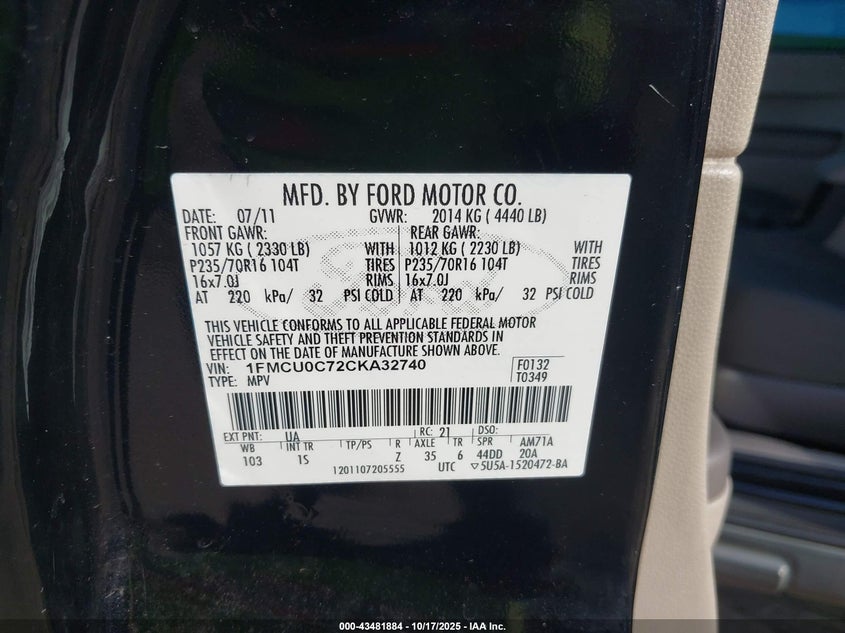 MFD. BY FORD MOTOR CO.
DATE: 07/11 GVWR: 2014 KG ( 4440 LB)
FRONT GAWR: REAR GAWR:
1057 KG ( 2330 LB) WITH 1012 KG ( 2230 LB) WITH
P235/70R16 104T TIRES P235/70R16 104T TIRES
16x7.0J RIMS 16x7.0J RIMS
AT 220 kPa/ 32 PSI COLD AT 220 kPa/ 32 PSI COLD
THIS VEHICLE CONFORMS TO ALL APPLICABLE FEDERAL MOTOR
VEHICLE SAFETY AND THEFT PREVENTION STANDARDS IN
EFFECT ON THE DATE OF MANUFACTURE SHOWN ABOVE.
VIN: 1FMCU0C72CKA32740 F0132
TYPE: MPV T0349
EXT PNT: UA RC: 21 DSO:
WB INT TR TP/PS R AXLE TR SPR AM71A
103 1S Z 35 6 44DD 20A
1201107205555 UTC ▽5U5A-1520472-BA
000-43481884 | 10/17/2025 - IAA Inc.